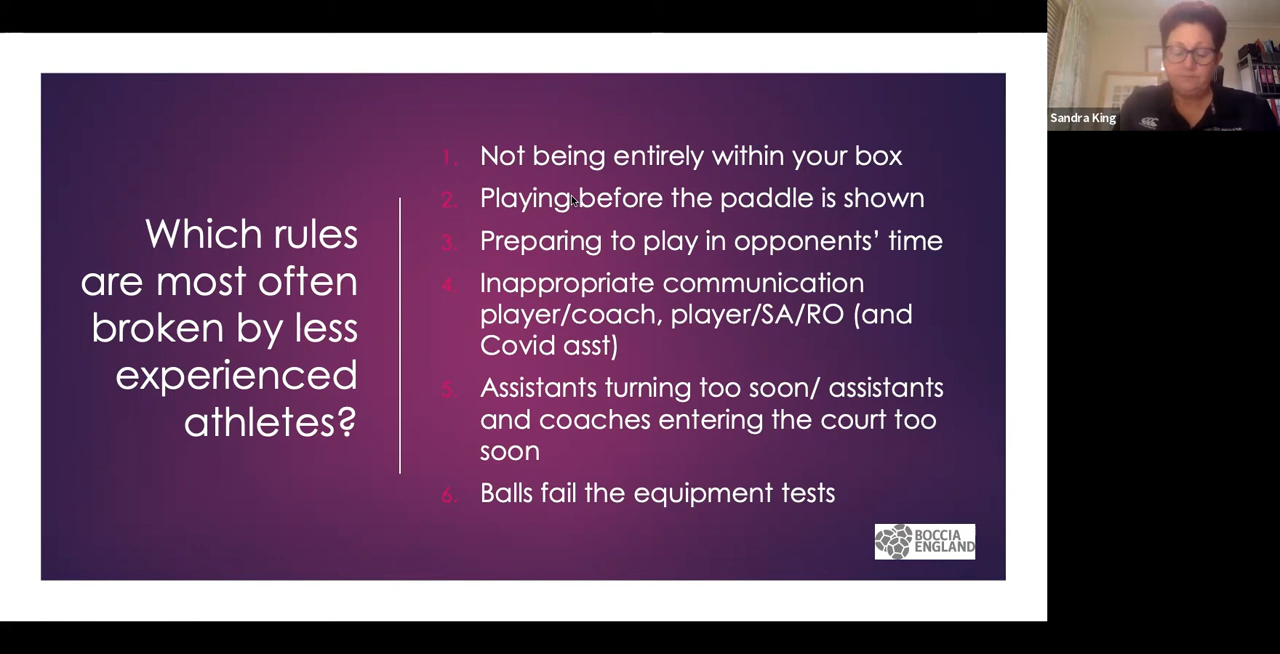 Which rules
are most often
broken by less
experienced
athletes?
1. Not being entirely within your box
2. Playing before the paddle is shown
3. Preparing to play in opponents’ time
4. Inappropriate communication
player/coach, player/SA/RO (and
Covid asst)
5. Assistants turning too soon/ assistants
and coaches entering the court too
soon
6. Balls fail the equipment tests
BOCCIA
ENGLAND
Sandra King